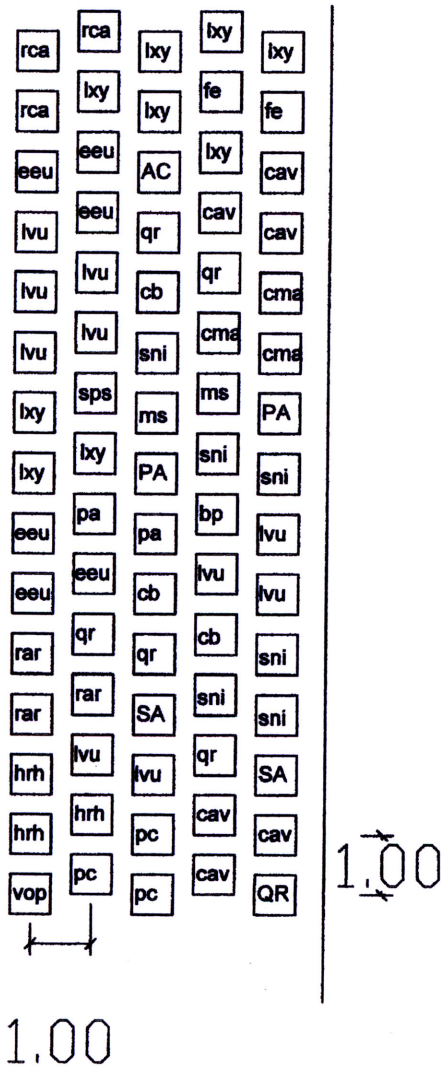 rca rca lxy lxy lxy
rca lxy lxy fe fe
eeu eeu AC lxy cav
lvu eeu qr cav cav
lvu lvu cb qr cma
lvu lvu sni cma cma
lxy sps ms ms PA
lxy lxy PA sni sni
eeu pa pa bp lvu
eeu eeu cb lvu lvu
rar qr qr cb sni
rar rar SA sni sni
hrh lvu lvu qr SA
hrh hrh pc cav cav
vop pc pc cav QR
1.00
1.00